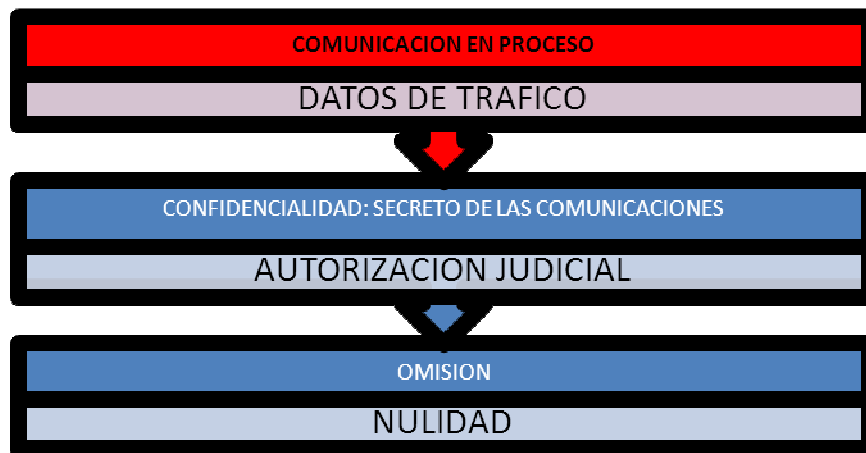 COMUNICACION EN PROCESO
DATOS DE TRAFICO
CONFIDENCIALIDAD: SECRETO DE LAS COMUNICACIONES
AUTORIZACION JUDICIAL
OMISION
NULIDAD